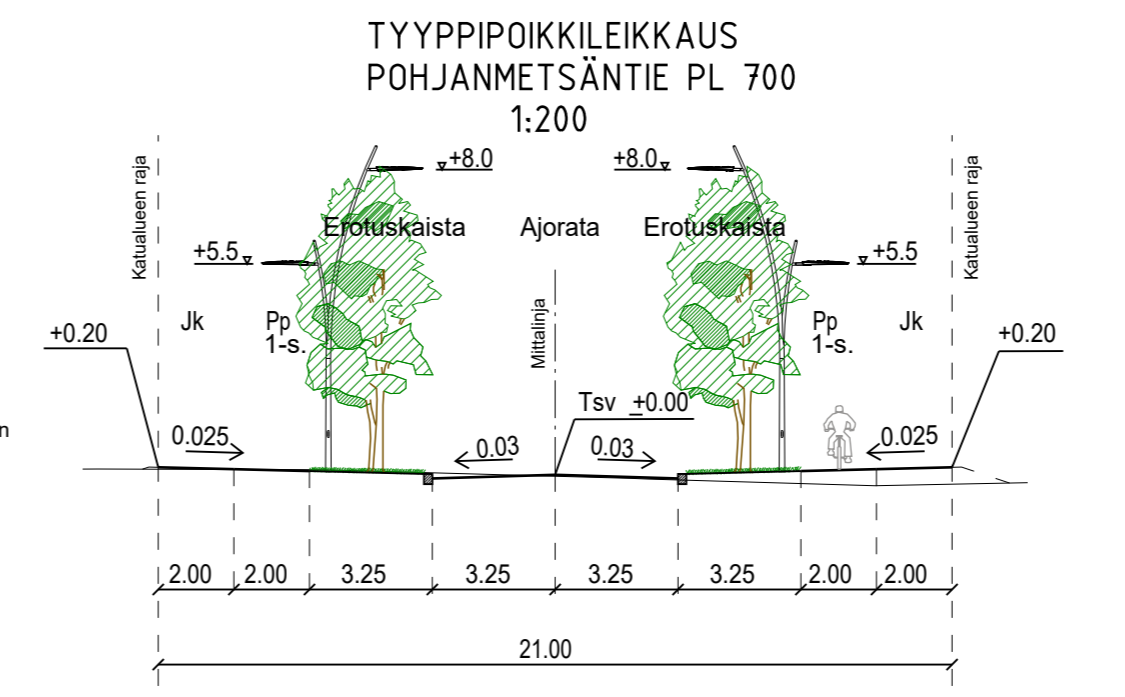 TYYPPIPOIKKILEIKKAUS
POHJANMETSÄNTIE PL 700
1:200
Katualueen raja
+8.0
+8.0
Katualueen raja
Erotuskaista
Ajorata
Erotuskaista
+5.5
+5.5
Jk
Pp
1-s.
Mittalinja
Pp
1-s.
Jk
+0.20
+0.20
Tsv ±0.00
n
0.025
0.03
0.03
0.025
2.00 2.00 3.25 3.25 3.25 3.25 2.00 2.00
21.00